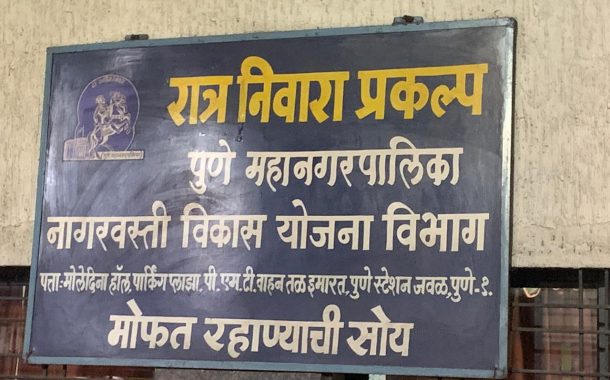 रात्र निवारा प्रकल्प
पुणे महानगरपालिका
नागरवस्ती विकास योजना विभाग
पत्ता-मोलेदिना हॉल, पार्किंग प्लाझा, पी. एम. टी. वाहन तळ इमारत, पुणे स्टेशन जवळ, पुणे-१.
मोफत रहाण्याची सोय